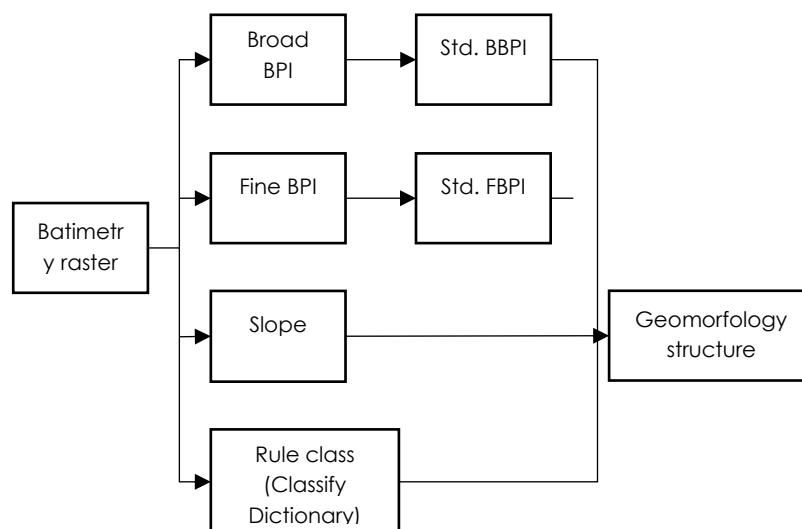 Broad
BPI
Std. BBPI
Fine BPI
Std. FBPI
Batimetr
y raster
Slope
Geomorfology
structure
Rule class
(Classify
Dictionary)